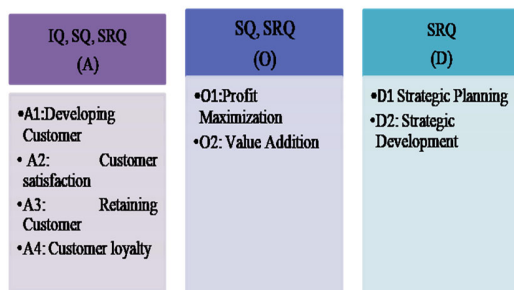 IQ, SQ, SRQ
(A)
•A1:Developing
Customer
• A2: Customer
satisfaction
•A3: Retaining
Customer
•A4: Customer loyalty
SQ, SRQ
(O)
•O1:Profit
Maximization
•O2: Value Addition
SRQ
(D)
•D1 Strategic Planning
•D2: Strategic
Development